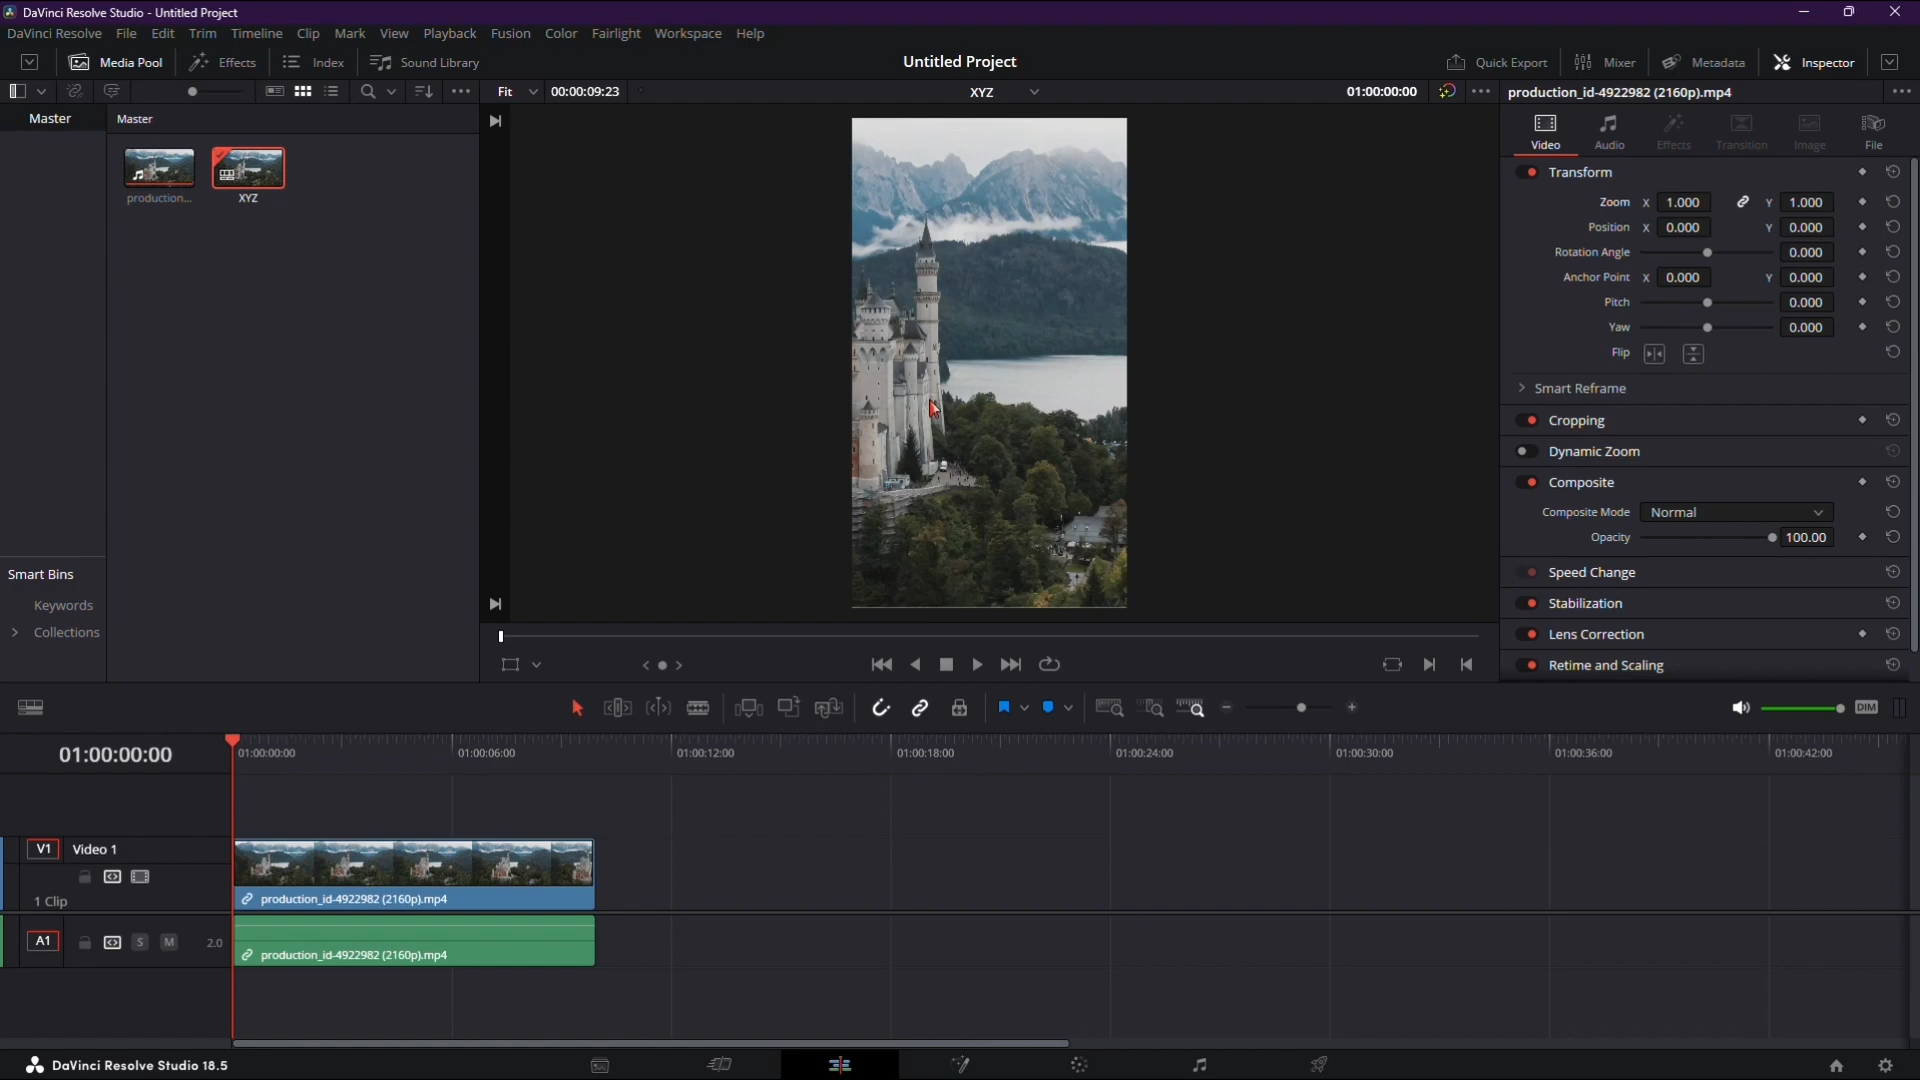 DaVinci Resolve Studio - Untitled Project
DaVinci Resolve File Edit Trim Timeline Clip Mark View Playback Fusion Color Fairlight Workspace Help
Media Pool Effects Index Sound Library Untitled Project Quick Export Mixer Metadata Inspector
Fit 00:00:09:23 XYZ 01:00:00:00 production_id-4922982 (2160p).mp4
Master Master
Video Audio Effects Transition Image File
Transform
production... XYZ
Zoom X 1.000 Y 1.000
Position X 0.000 Y 0.000
Rotation Angle 0.000
Anchor Point X 0.000 Y 0.000
Pitch 0.000
Yaw 0.000
Flip
Smart Reframe
Cropping
Dynamic Zoom
Composite
Composite Mode Normal
Opacity 100.00
Smart Bins
Keywords
Collections
Speed Change
Stabilization
Lens Correction
Retime and Scaling
DIM
01:00:00:00 01:00:00:00 01:00:06:00 01:00:12:00 01:00:18:00 01:00:24:00 01:00:30:00 01:00:36:00 01:00:42:00
V1 Video 1
1 Clip production_id-4922982 (2160p).mp4
A1 S M 2.0
production_id-4922982 (2160p).mp4
DaVinci Resolve Studio 18.5